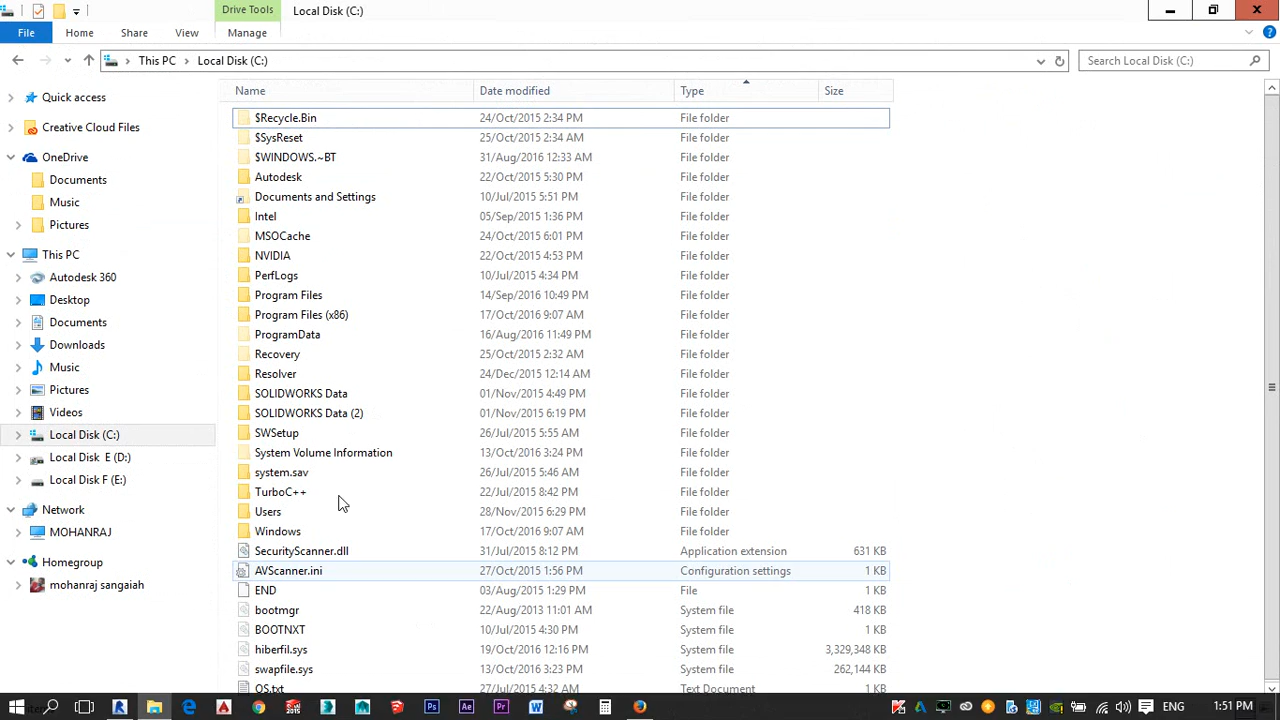 Drive Tools Local Disk (C:)
File Home Share View Manage
This PC Local Disk (C:) Search Local Disk (C:)
Name Date modified Type Size
Quick access
Creative Cloud Files
OneDrive
Documents
Music
Pictures
This PC
Autodesk 360
Desktop
Documents
Downloads
Music
Pictures
Videos
Local Disk (C:)
Local Disk  E (D:)
Local Disk F (E:)
Network
MOHANRAJ
Homegroup
mohanraj sangaiah
$Recycle.Bin 24/Oct/2015 2:34 PM File folder
$SysReset 25/Oct/2015 2:34 AM File folder
$WINDOWS.~BT 31/Aug/2016 12:33 AM File folder
Autodesk 22/Oct/2015 5:30 PM File folder
Documents and Settings 10/Jul/2015 5:51 PM File folder
Intel 05/Sep/2015 1:36 PM File folder
MSOCache 24/Oct/2015 6:01 PM File folder
NVIDIA 22/Oct/2015 4:53 PM File folder
PerfLogs 10/Jul/2015 4:34 PM File folder
Program Files 14/Sep/2016 10:49 PM File folder
Program Files (x86) 17/Oct/2016 9:07 AM File folder
ProgramData 16/Aug/2016 11:49 PM File folder
Recovery 25/Oct/2015 2:32 AM File folder
Resolver 24/Dec/2015 12:14 AM File folder
SOLIDWORKS Data 01/Nov/2015 4:49 PM File folder
SOLIDWORKS Data (2) 01/Nov/2015 6:19 PM File folder
SWSetup 26/Jul/2015 5:55 AM File folder
System Volume Information 13/Oct/2016 3:24 PM File folder
system.sav 26/Jul/2015 5:46 AM File folder
TurboC++ 22/Jul/2015 8:42 PM File folder
Users 28/Nov/2015 6:29 PM File folder
Windows 17/Oct/2016 9:07 AM File folder
SecurityScanner.dll 31/Jul/2015 8:12 PM Application extension 631 KB
AVScanner.ini 27/Oct/2015 1:56 PM Configuration settings 1 KB
END 03/Aug/2015 1:29 PM File 1 KB
bootmgr 22/Aug/2013 11:01 AM System file 418 KB
BOOTNXT 10/Jul/2015 4:30 PM System file 1 KB
hiberfil.sys 19/Oct/2016 12:16 PM System file 3,329,348 KB
swapfile.sys 13/Oct/2016 3:23 PM System file 262,144 KB
OS.txt 27/Jul/2015 4:32 AM Text Document 1 KB
Ps Ae Pr ENG 1:51 PM